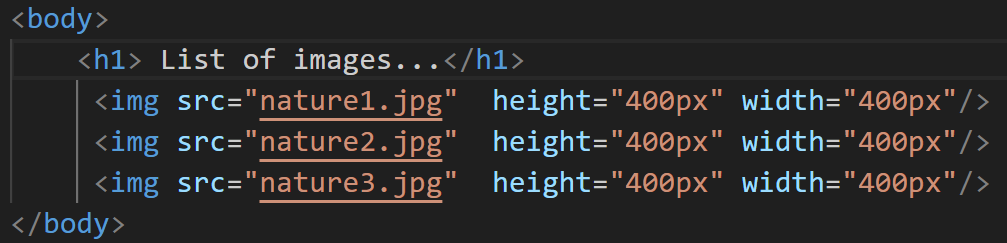 <body>
<h1> List of images...</h1>
<img src="nature1.jpg"  height="400px" width="400px"/>
<img src="nature2.jpg"  height="400px" width="400px"/>
<img src="nature3.jpg"  height="400px" width="400px"/>
</body>